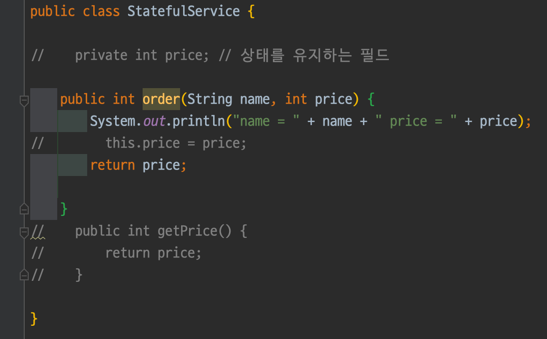 public class StatefulService {
//    private int price; // 상태를 유지하는 필드
    public int order(String name, int price) {
        System.out.println("name = " + name + " price = " + price);
//        this.price = price;
        return price;
    }
//    public int getPrice() {
//        return price;
//    }
}